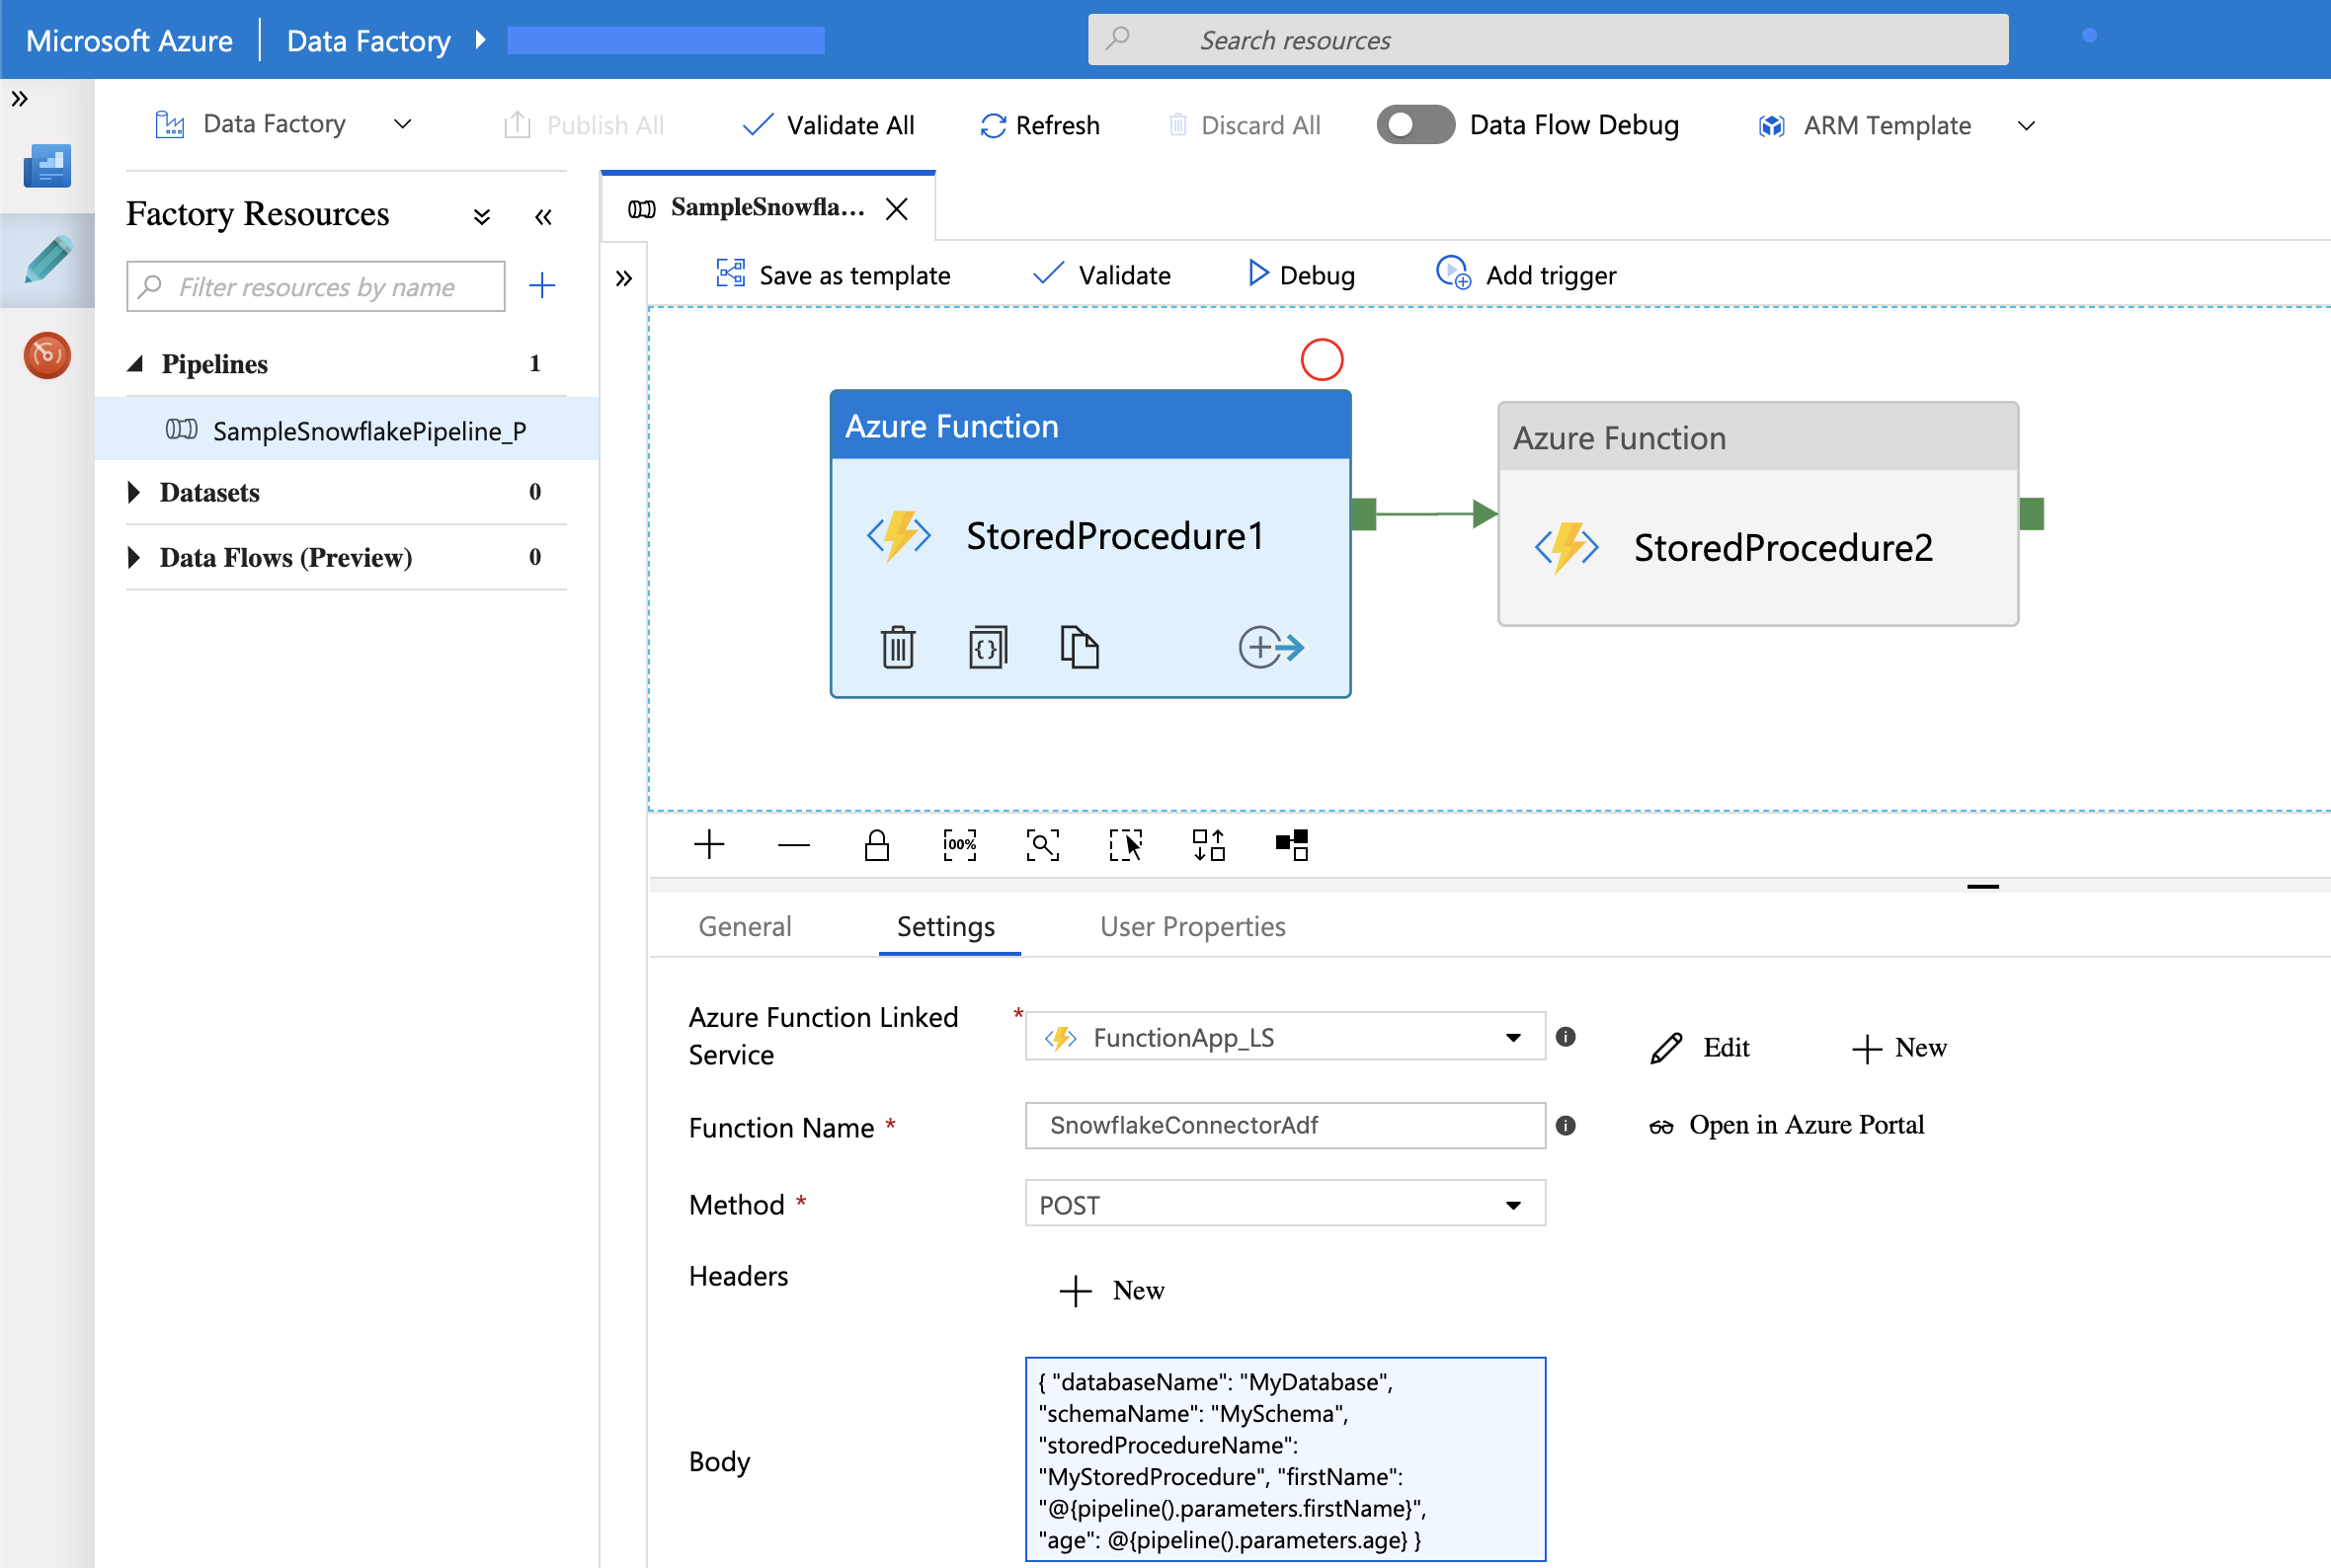 Microsoft Azure
Data Factory
Search resources
Data Factory
Publish All
Validate All
Refresh
Discard All
Data Flow Debug
ARM Template
Factory Resources
Filter resources by name
Pipelines 1
SampleSnowflakePipeline_P
Datasets 0
Data Flows (Preview) 0
SampleSnowfla...
Save as template
Validate
Debug
Add trigger
Azure Function
StoredProcedure1
Azure Function
StoredProcedure2
100%
General
Settings
User Properties
Azure Function Linked
Service *
FunctionApp_LS
Edit
New
Function Name *
SnowflakeConnectorAdf
Open in Azure Portal
Method *
POST
Headers
New
Body
{ "databaseName": "MyDatabase",
"schemaName": "MySchema",
"storedProcedureName":
"MyStoredProcedure", "firstName":
"@{pipeline().parameters.firstName}",
"age": @{pipeline().parameters.age} }